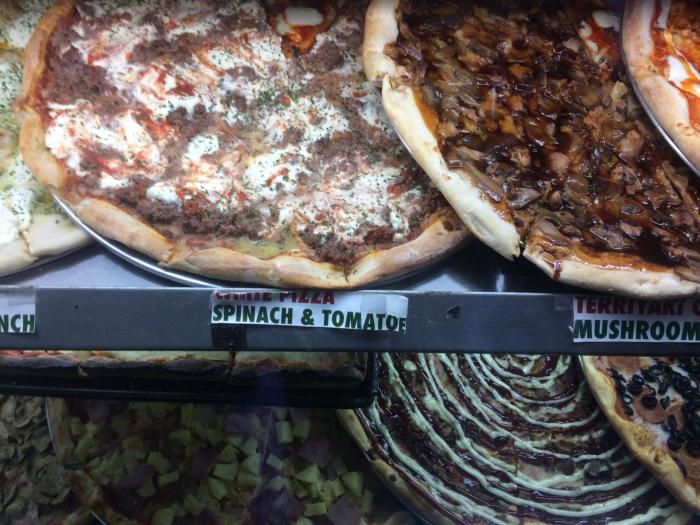 NCH
WHITE PIZZA
SPINACH & TOMATOE
TERRIYAKI
MUSHROOM